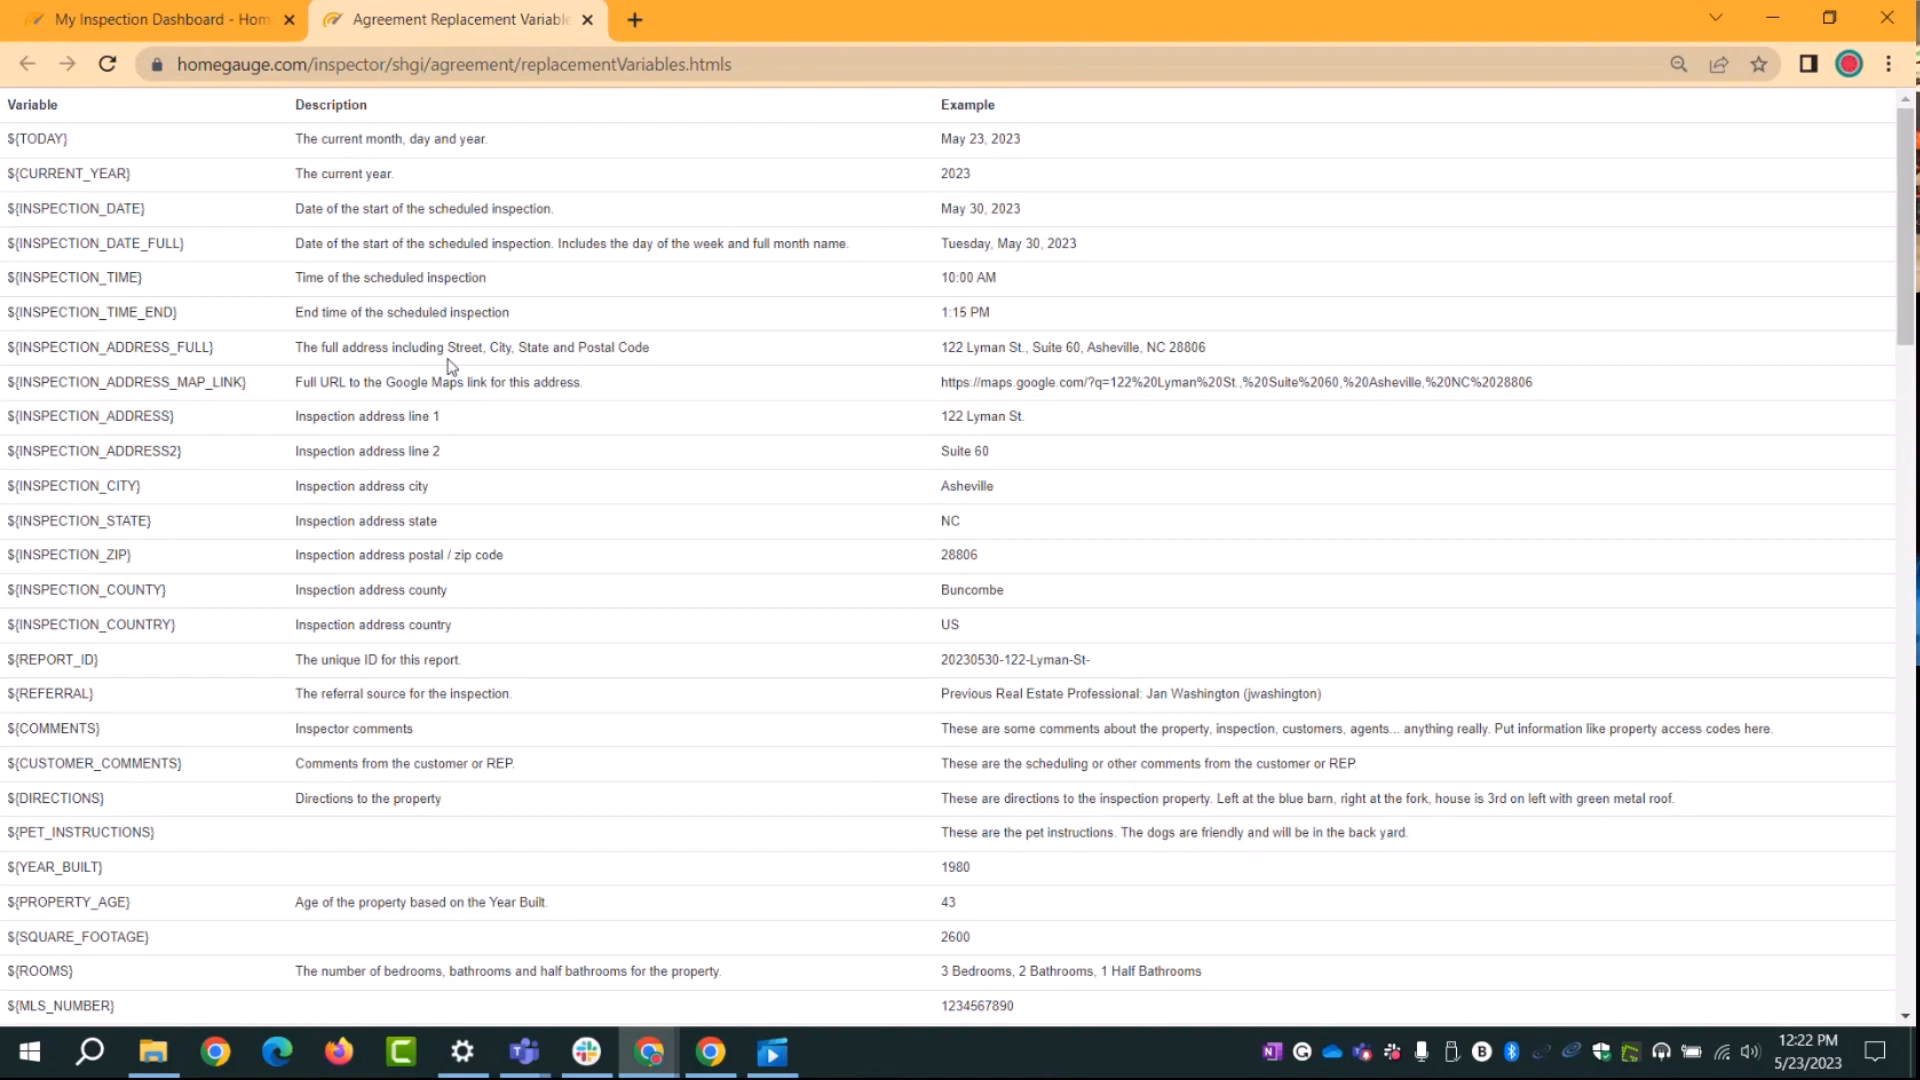 My Inspection Dashboard - Hom
Agreement Replacement Variable
homegauge.com/inspector/shgi/agreement/replacementVariables.htmls
Variable Description Example
${TODAY} The current month, day and year. May 23, 2023
${CURRENT_YEAR} The current year. 2023
${INSPECTION_DATE} Date of the start of the scheduled inspection. May 30, 2023
${INSPECTION_DATE_FULL} Date of the start of the scheduled inspection. Includes the day of the week and full month name. Tuesday, May 30, 2023
${INSPECTION_TIME} Time of the scheduled inspection 10:00 AM
${INSPECTION_TIME_END} End time of the scheduled inspection 1:15 PM
${INSPECTION_ADDRESS_FULL} The full address including Street, City, State and Postal Code 122 Lyman St., Suite 60, Asheville, NC 28806
${INSPECTION_ADDRESS_MAP_LINK} Full URL to the Google Maps link for this address. https://maps.google.com/?q=122%20Lyman%20St.,%20Suite%2060,%20Asheville,%20NC%2028806
${INSPECTION_ADDRESS} Inspection address line 1 122 Lyman St.
${INSPECTION_ADDRESS2} Inspection address line 2 Suite 60
${INSPECTION_CITY} Inspection address city Asheville
${INSPECTION_STATE} Inspection address state NC
${INSPECTION_ZIP} Inspection address postal / zip code 28806
${INSPECTION_COUNTY} Inspection address county Buncombe
${INSPECTION_COUNTRY} Inspection address country US
${REPORT_ID} The unique ID for this report. 20230530-122-Lyman-St-
${REFERRAL} The referral source for the inspection. Previous Real Estate Professional: Jan Washington (jwashington)
${COMMENTS} Inspector comments These are some comments about the property, inspection, customers, agents... anything really. Put information like property access codes here.
${CUSTOMER_COMMENTS} Comments from the customer or REP. These are the scheduling or other comments from the customer or REP.
${DIRECTIONS} Directions to the property These are directions to the inspection property. Left at the blue barn, right at the fork, house is 3rd on left with green metal roof.
${PET_INSTRUCTIONS} These are the pet instructions. The dogs are friendly and will be in the back yard.
${YEAR_BUILT} 1980
${PROPERTY_AGE} Age of the property based on the Year Built. 43
${SQUARE_FOOTAGE} 2600
${ROOMS} The number of bedrooms, bathrooms and half bathrooms for the property. 3 Bedrooms, 2 Bathrooms, 1 Half Bathrooms
${MLS_NUMBER} 1234567890
12:22 PM
5/23/2023